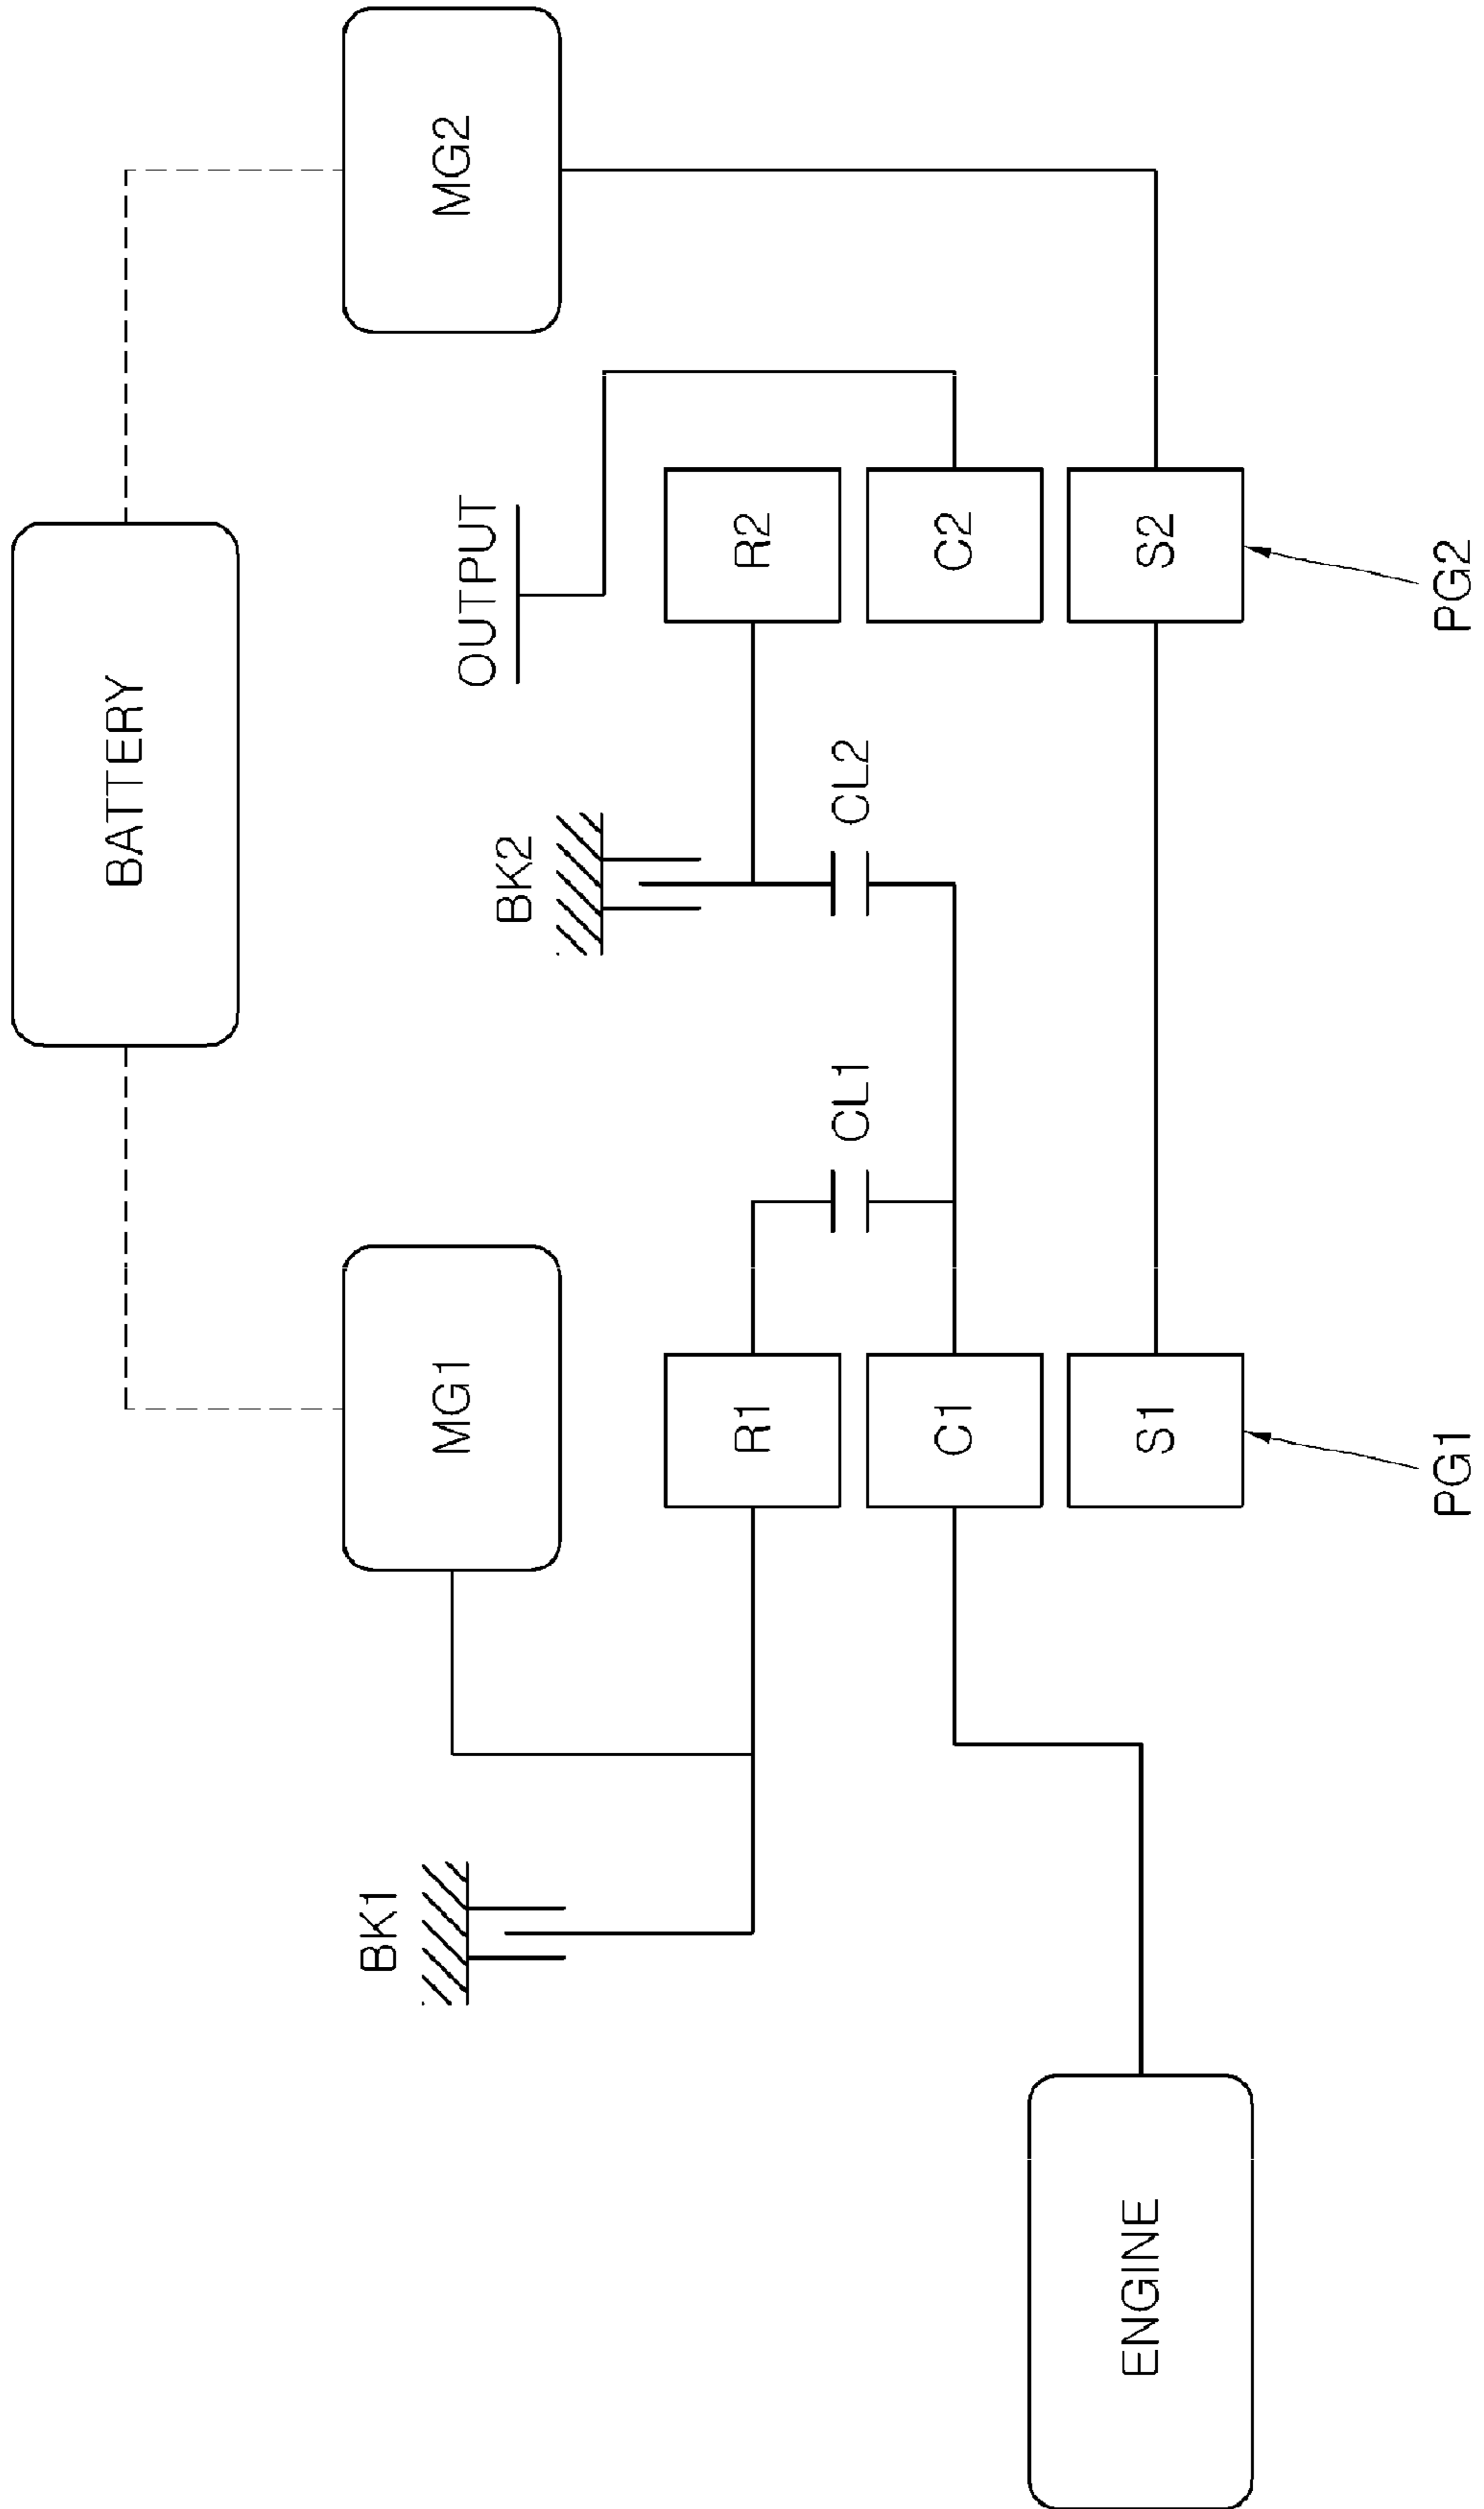 BATTERY
MG1
MG2
BK1
BK2
OUTPUT
R1
CL1
CL2
R2
C1
C2
ENGINE
S1
S2
PG1
PG2